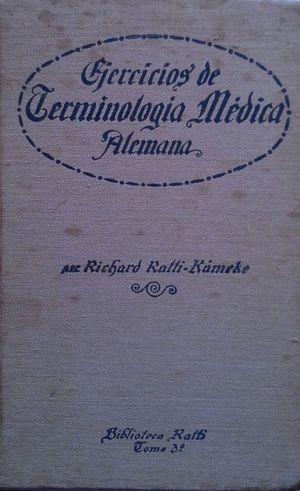 Ejercicios de
Terminologia Médica
Alemana
por Richard Ratti-Kámeke
Biblioteca Ratti
Tomo 3º